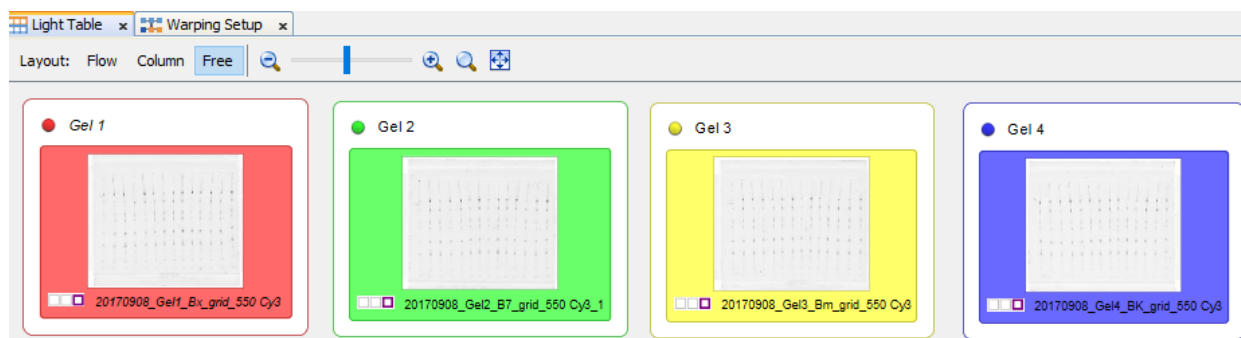 Light Table x Warping Setup x
Layout: Flow Column Free
Gel 1 Gel 2 Gel 3 Gel 4
20170908_Gel1_Bx_grid_550 Cy3 20170908_Gel2_B7_grid_550 Cy3_1 20170908_Gel3_Bm_grid_550 Cy3 20170908_Gel4_BK_grid_550 Cy3